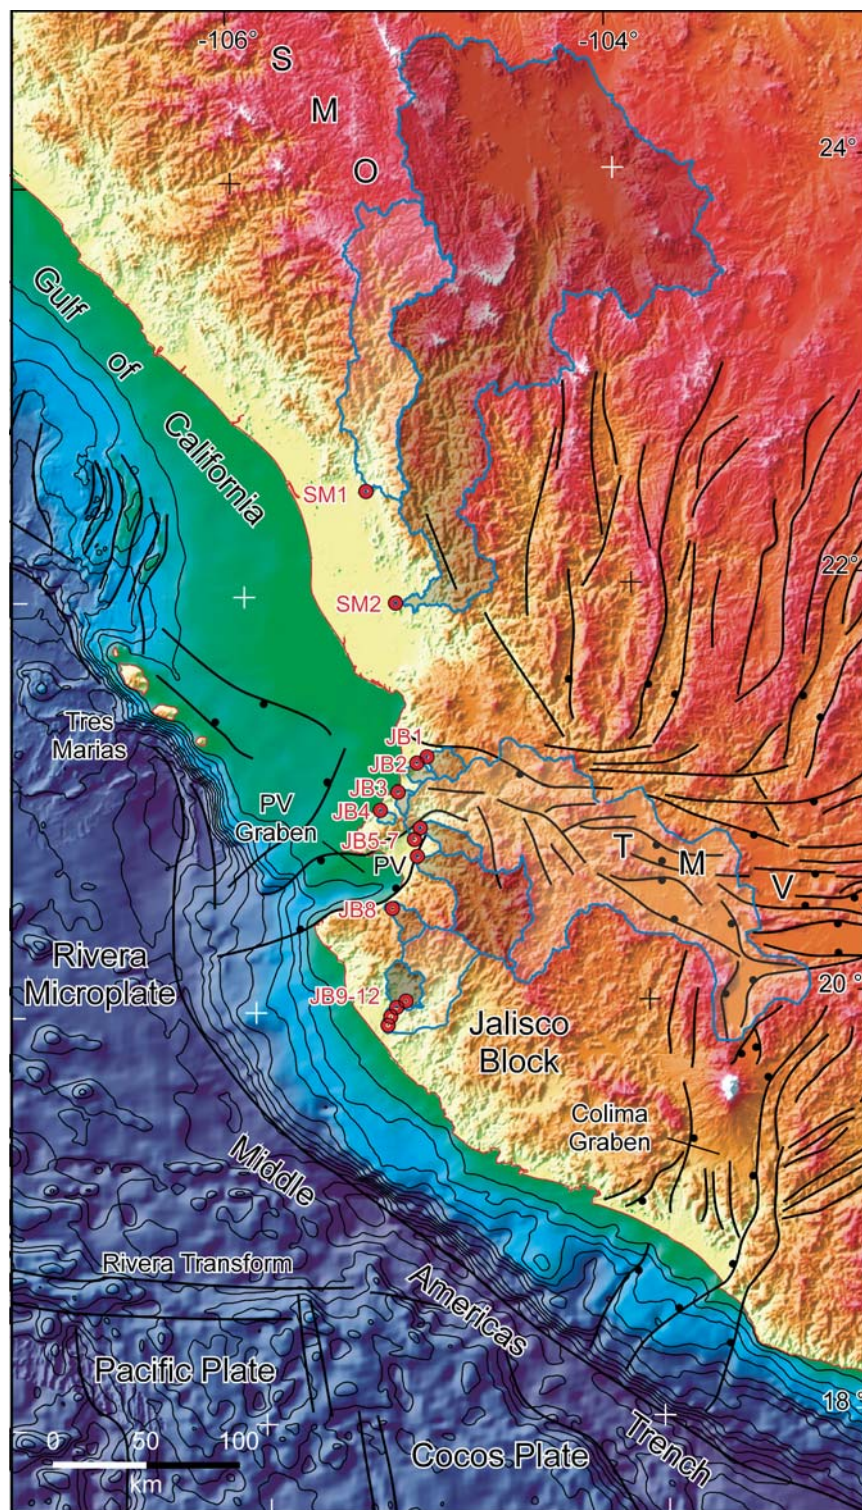 -106°
-104°
S
M
O
24°
Gulf
of
California
SM1
22°
SM2
Tres
Marias
JB1
JB2
JB3
JB4
PV
Graben
JB5-7
PV
T M V
JB8
Rivera
Microplate
20 °
JB9-12
Jalisco
Block
Colima
Graben
Middle
Americas
Trench
Rivera Transform
Pacific Plate
18 °
0 50 100
km
Cocos Plate